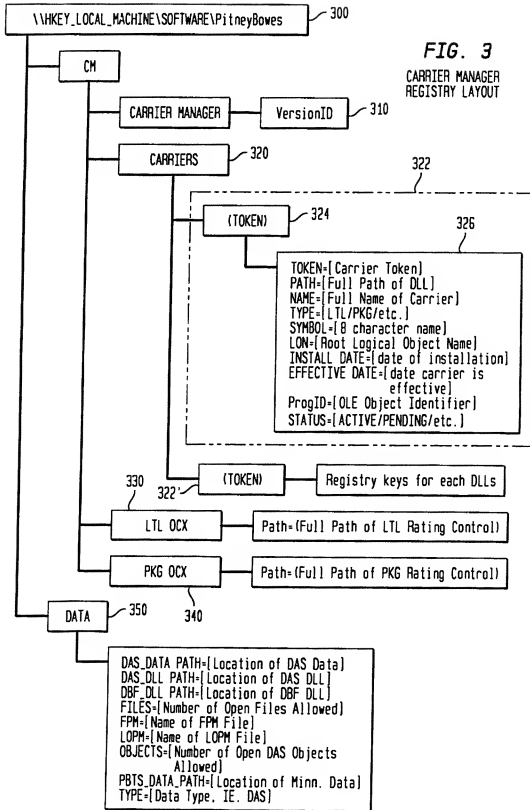 \\HKEY_LOCAL_MACHINE\SOFTWARE\PitneyBowes
300
FIG. 3
CARRIER MANAGER
REGISTRY LAYOUT
CM
CARRIER MANAGER
VersionID
310
CARRIERS
320
322
(TOKEN)
324
326
TOKEN=[Carrier Token]
PATH=[Full Path of DLL]
NAME=[Full Name of Carrier]
TYPE=[LTL/PKG/etc.]
SYMBOL=[8 character name]
LON=[Root Logical Object Name]
INSTALL DATE=[date of installation]
EFFECTIVE DATE=[date carrier is
effective]
ProgID=[OLE Object Identifier]
STATUS=[ACTIVE/PENDING/etc.]
322'
(TOKEN)
Registry keys for each DLLs
330
LTL OCX
Path=(Full Path of LTL Rating Control)
PKG OCX
Path=(Full Path of PKG Rating Control)
340
DATA
350
DAS_DATA PATH=[Location of DAS Data]
DAS_DLL PATH=[Location of DAS DLL]
DBF_DLL PATH=[Location of DBF DLL]
FILES=[Number of Open Files Allowed]
FPM=[Name of FPM File]
LOPM=[Name of LOPM File]
OBJECTS=[Number of Open DAS Objects
Allowed]
PBTS_DATA_PATH=[Location of Minn. Data]
TYPE=[Data Type, IE. DAS]